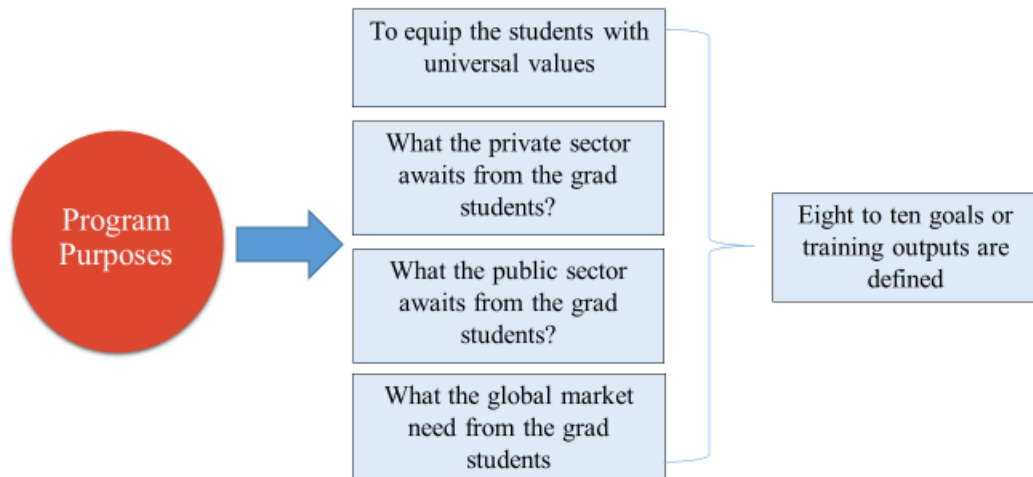 To equip the students with
universal values
What the private sector
awaits from the grad
students?
Program
Purposes
What the public sector
awaits from the grad
students?
What the global market
need from the grad
students
Eight to ten goals or
training outputs are
defined